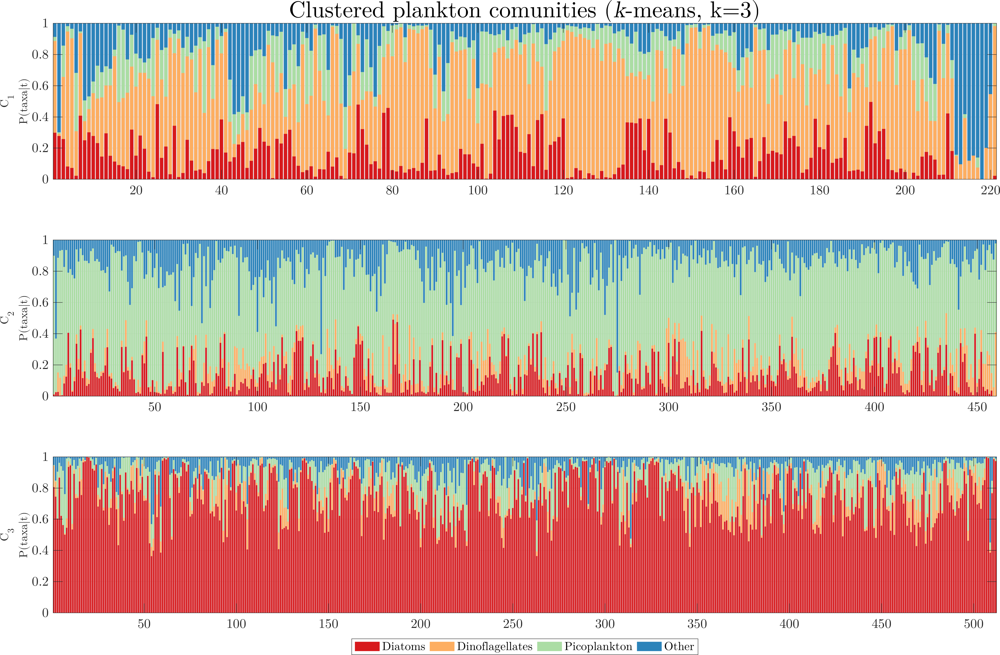 Clustered plankton comunities (k-means, k=3)
C1
P(taxa|t)
1
0.8
0.6
0.4
0.2
0
20 40 60 80 100 120 140 160 180 200 220
C2
P(taxa|t)
1
0.8
0.6
0.4
0.2
0
50 100 150 200 250 300 350 400 450
C3
P(taxa|t)
1
0.8
0.6
0.4
0.2
0
50 100 150 200 250 300 350 400 450 500
Diatoms Dinoflagellates Picoplankton Other